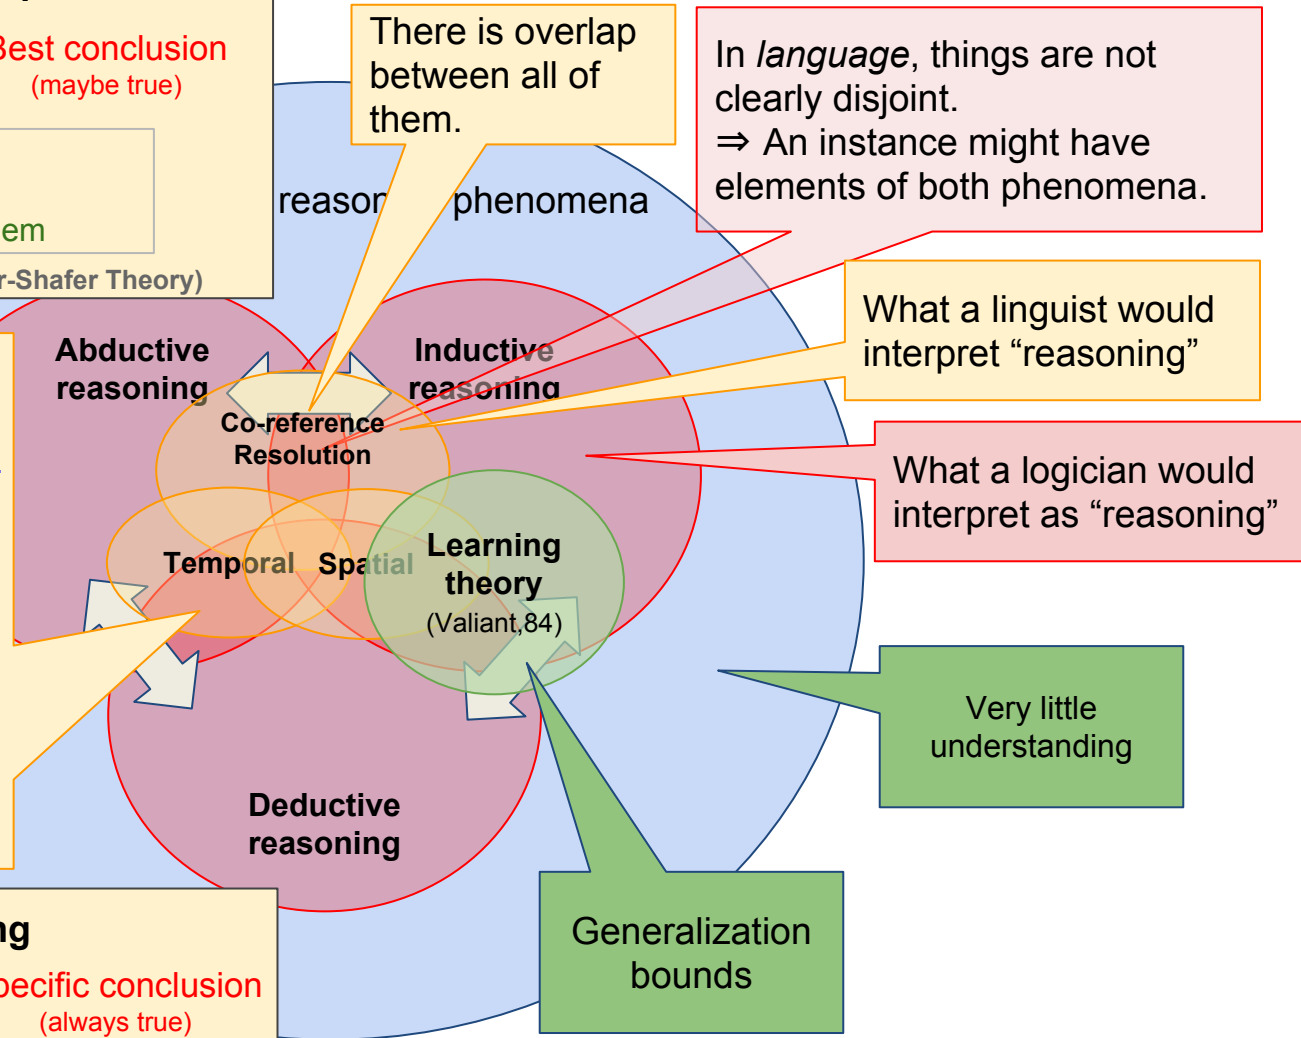 Best conclusion
(maybe true)
em
r-Shafer Theory)
There is overlap
between all of
them.
In language, things are not
clearly disjoint.
⇒ An instance might have
elements of both phenomena.
reason phenomena
What a linguist would
interpret “reasoning”
What a logician would
interpret as “reasoning”
Abductive
reasoning
Inductive
reasoning
Co-reference
Resolution
Temporal
Spatial
Learning
theory
(Valiant,84)
Very little
understanding
Deductive
reasoning
Generalization
bounds
ng
pecific conclusion
(always true)